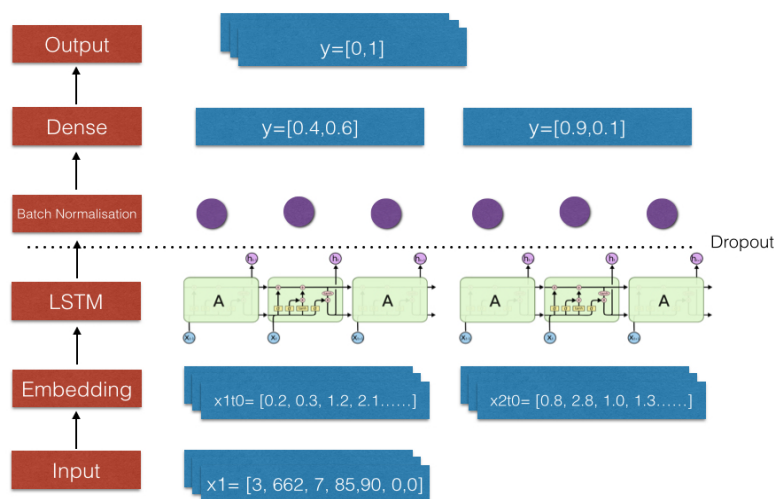 Output
y=[0,1]
Dense
y=[0.4,0.6]
y=[0.9,0.1]
Batch Normalisation
Dropout
LSTM
A
A
A
A
Embedding
x1t0= [0.2, 0.3, 1.2, 2.1......]
x2t0= [0.8, 2.8, 1.0, 1.3......]
Input
x1= [3, 662, 7, 85,90, 0,0]